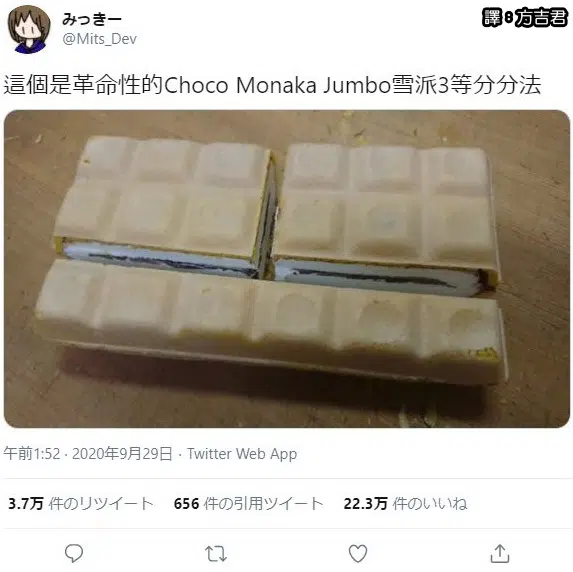 みっきー
@Mits_Dev
譯:方吉君
這個是革命性的Choco Monaka Jumbo雪派3等分分法
午前1:52 · 2020年9月29日 · Twitter Web App
3.7万 件のリツイート 656 件の引用ツイート 22.3万 件のいいね